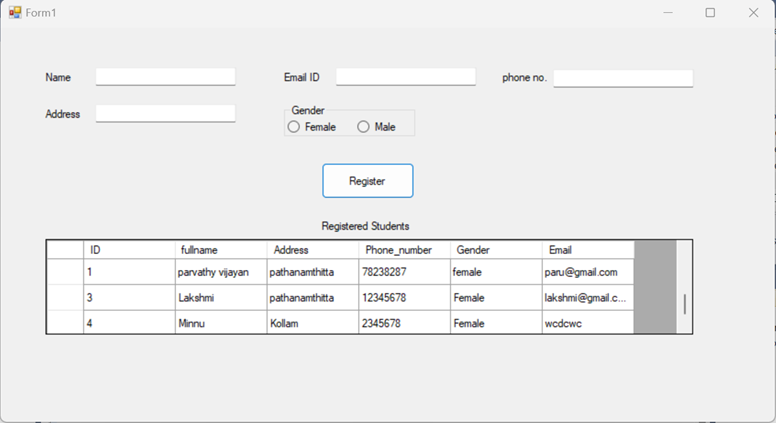 Form1
Name Email ID phone no.
Address Gender
Female Male
Register
Registered Students
ID fullname Address Phone_number Gender Email
1 parvathy vijayan pathanamthitta 78238287 female paru@gmail.com
3 Lakshmi pathanamthitta 12345678 Female lakshmi@gmail.c...
4 Minnu Kollam 2345678 Female wcdcwc